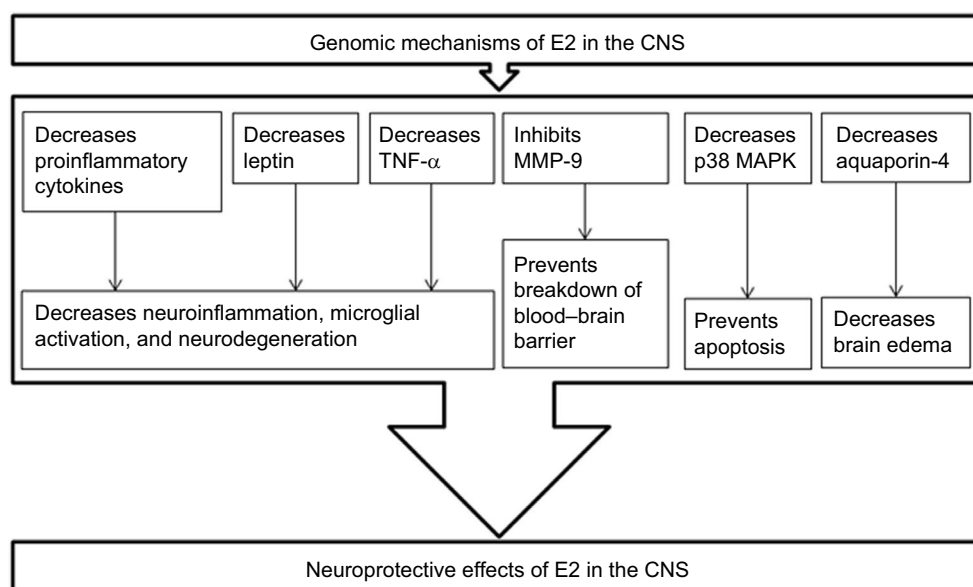 Genomic mechanisms of E2 in the CNS
Decreases
proinflammatory
cytokines
Decreases
leptin
Decreases
TNF-α
Inhibits
MMP-9
Decreases
p38 MAPK
Decreases
aquaporin-4
Decreases neuroinflammation, microglial
activation, and neurodegeneration
Prevents
breakdown of
blood–brain
barrier
Prevents
apoptosis
Decreases
brain edema
Neuroprotective effects of E2 in the CNS